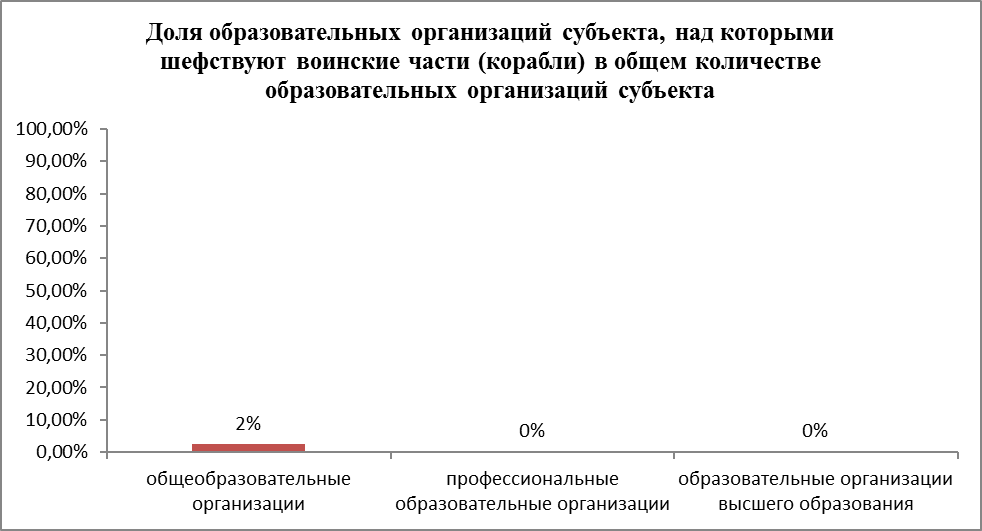 Доля образовательных организаций субъекта, над которыми
шефствуют воинские части (корабли) в общем количестве
образовательных организаций субъекта
100,00%
90,00%
80,00%
70,00%
60,00%
50,00%
40,00%
30,00%
20,00%
10,00%
0,00%
2%
0%
0%
общеобразовательные
организации
профессиональные
образовательные организации
образовательные организации
высшего образования